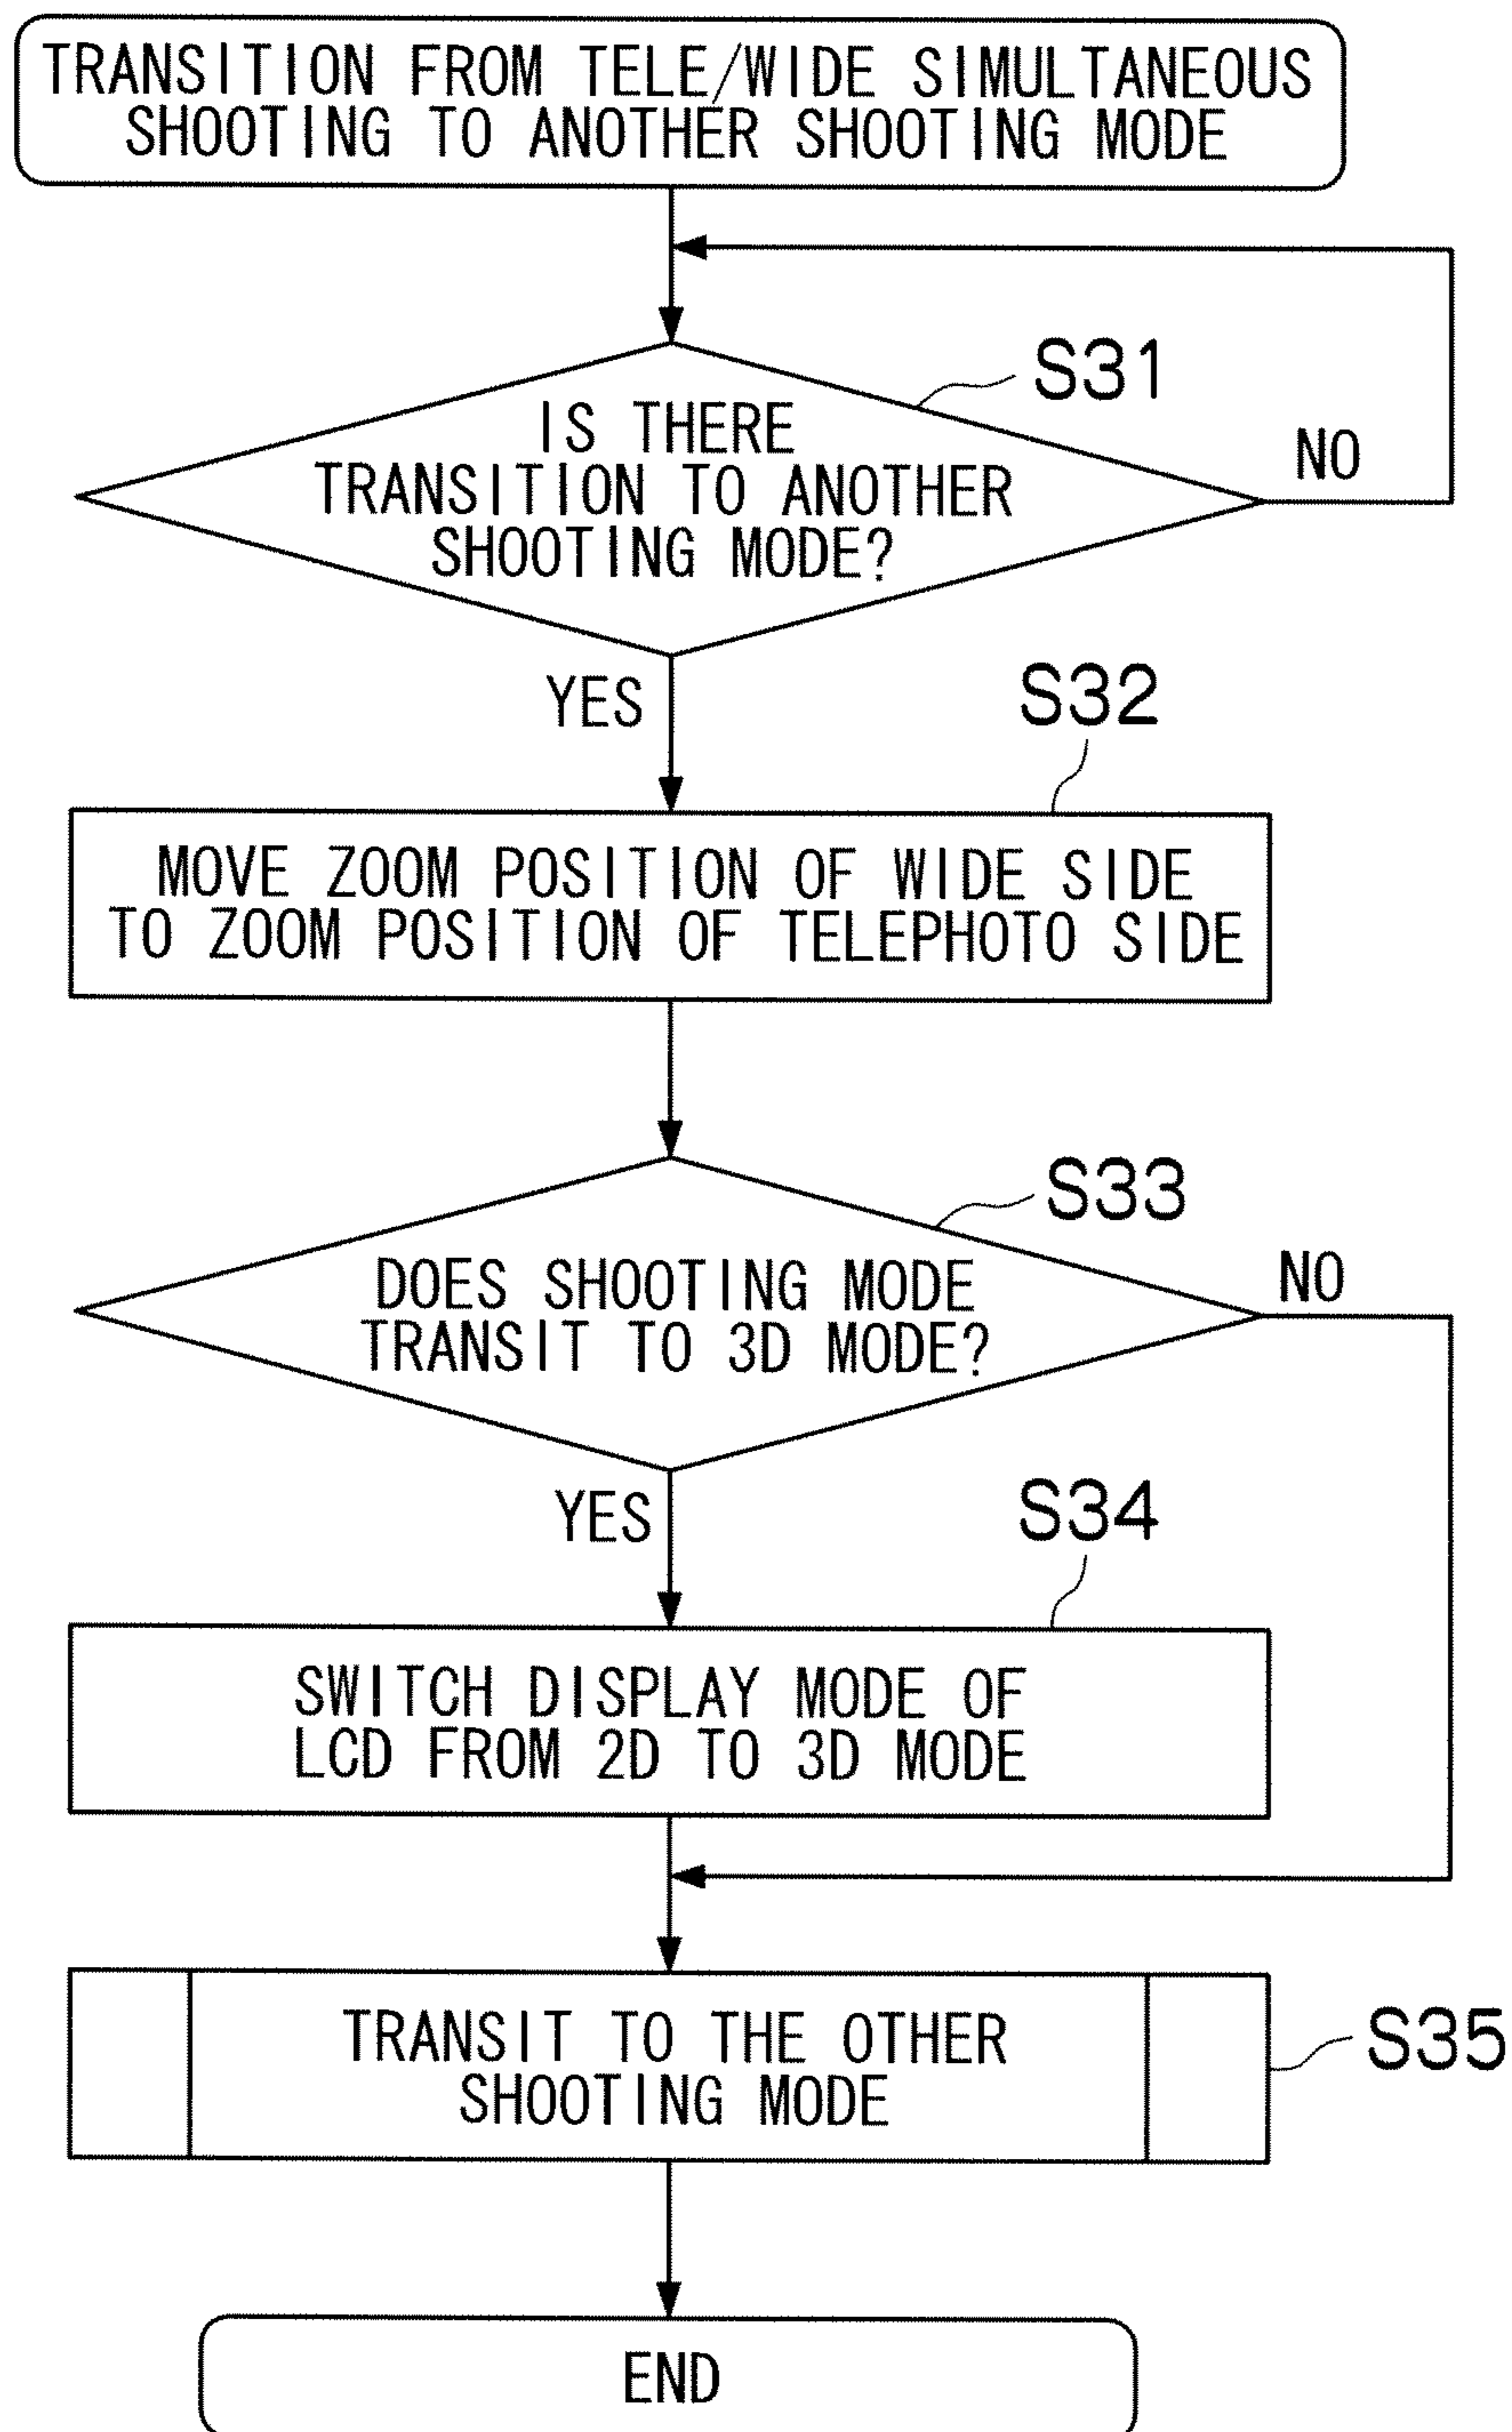 TRANSITION FROM TELE/WIDE SIMULTANEOUS
SHOOTING TO ANOTHER SHOOTING MODE
S31
IS THERE
TRANSITION TO ANOTHER
SHOOTING MODE?
NO
YES
S32
MOVE ZOOM POSITION OF WIDE SIDE
TO ZOOM POSITION OF TELEPHOTO SIDE
S33
DOES SHOOTING MODE
TRANSIT TO 3D MODE?
NO
YES
S34
SWITCH DISPLAY MODE OF
LCD FROM 2D TO 3D MODE
TRANSIT TO THE OTHER
SHOOTING MODE
S35
END